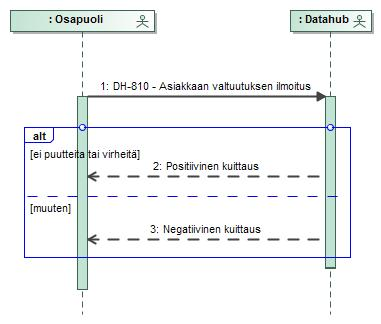 : Osapuoli
: Datahub
1: DH-810 - Asiakkaan valtuutuksen ilmoitus
alt
[ei puutteita tai virheitä]
2: Positiivinen kuittaus
[muuten]
3: Negatiivinen kuittaus